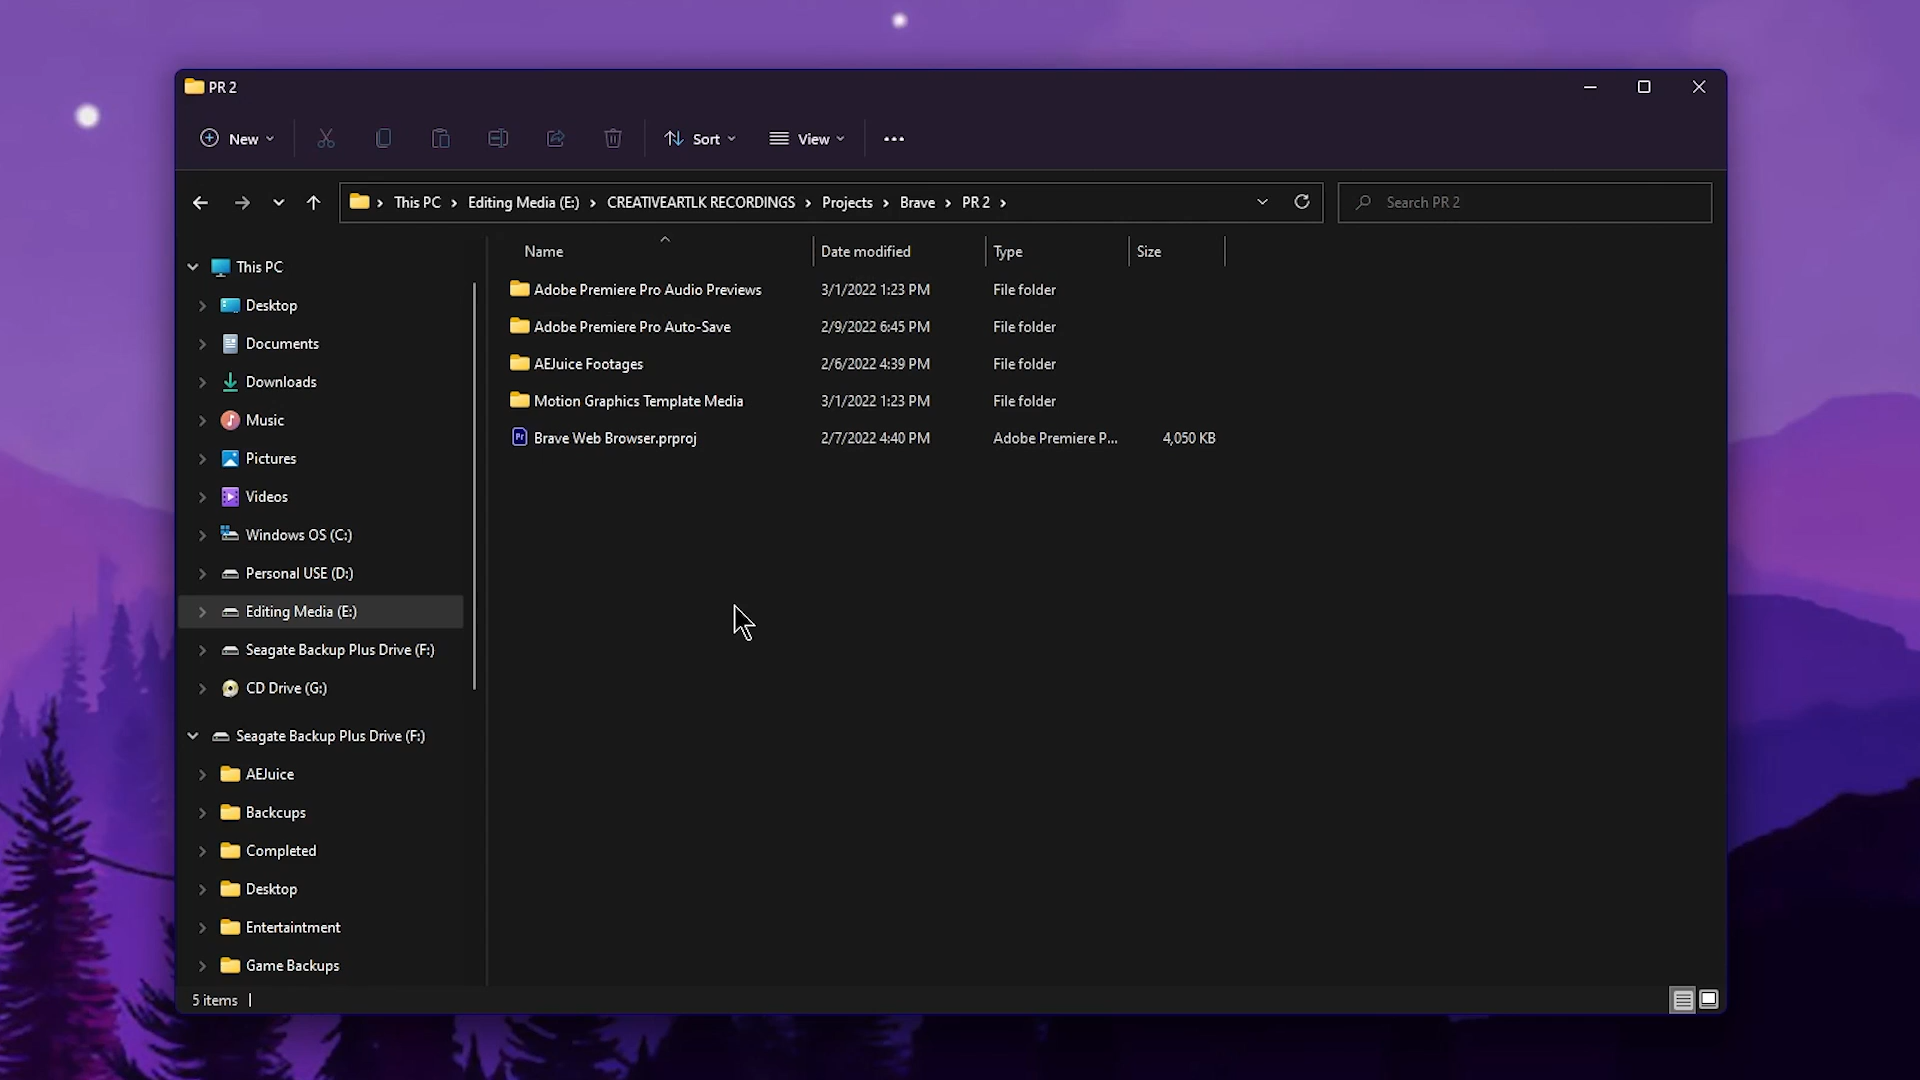 PR 2
New Sort View
This PC Editing Media (E:) CREATIVEARTLK RECORDINGS Projects Brave PR 2 Search PR 2
Name Date modified Type Size
Adobe Premiere Pro Audio Previews 3/1/2022 1:23 PM File folder
Adobe Premiere Pro Auto-Save 2/9/2022 6:45 PM File folder
AEJuice Footages 2/6/2022 4:39 PM File folder
Motion Graphics Template Media 3/1/2022 1:23 PM File folder
Pr Brave Web Browser.prproj 2/7/2022 4:40 PM Adobe Premiere P... 4,050 KB
This PC
Desktop
Documents
Downloads
Music
Pictures
Videos
Windows OS (C:)
Personal USE (D:)
Editing Media (E:)
Seagate Backup Plus Drive (F:)
CD Drive (G:)
Seagate Backup Plus Drive (F:)
AEJuice
Backcups
Completed
Desktop
Entertaintment
Game Backups
5 items